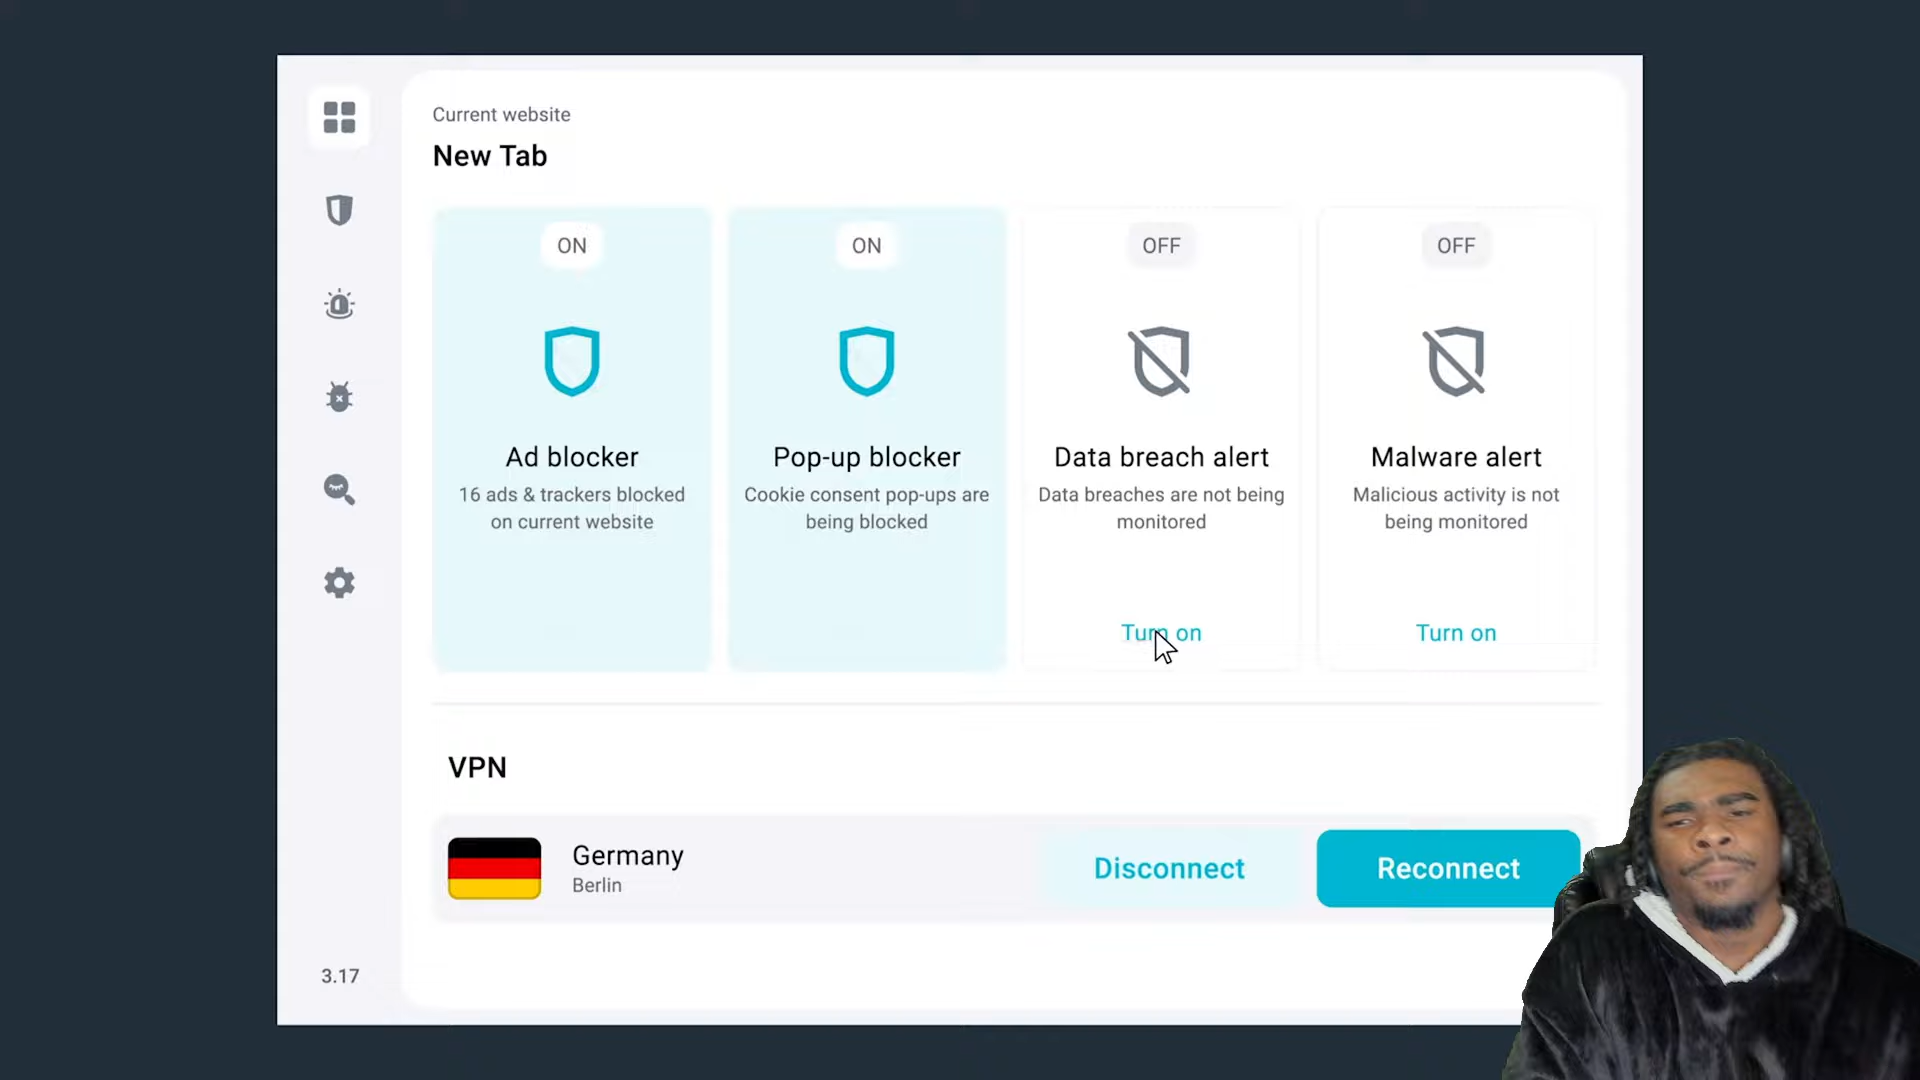 Current website
New Tab
ON
ON
OFF
OFF
Ad blocker
16 ads & trackers blocked
on current website
Pop-up blocker
Cookie consent pop-ups are
being blocked
Data breach alert
Data breaches are not being
monitored
Malware alert
Malicious activity is not
being monitored
Turn on
Turn on
VPN
Germany
Berlin
Disconnect
Reconnect
3.17